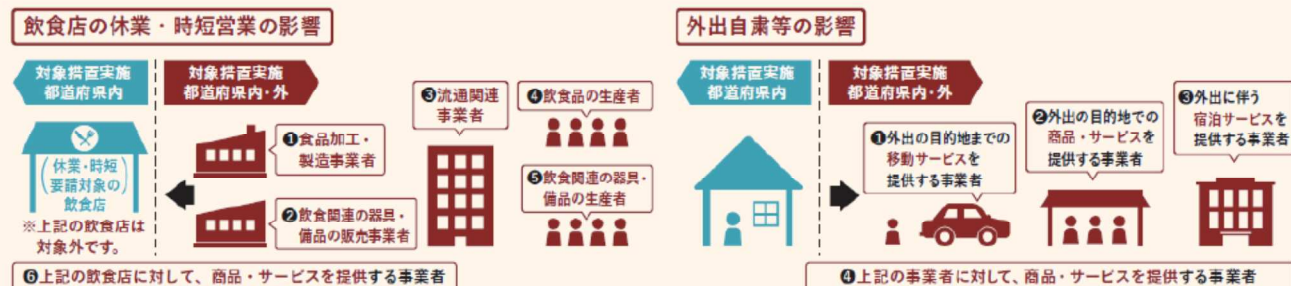 飲食店の休業・時短営業の影響
対象措置実施
都道府県内
対象措置実施
都道府県内・外
休業・時短
要請対象の
飲食店
※上記の飲食店は
対象外です。
❶食品加工・
製造事業者
❷飲食関連の器具・
備品の販売事業者
❸流通関連
事業者
❹飲食品の生産者
❺飲食関連の器具・
備品の生産者
❻上記の飲食店に対して、商品・サービスを提供する事業者
外出自粛等の影響
対象措置実施
都道府県内
対象措置実施
都道府県内・外
❶外出の目的地までの
移動サービスを
提供する事業者
❷外出の目的地での
商品・サービスを
提供する事業者
❸外出に伴う
宿泊サービスを
提供する事業者
❹上記の事業者に対して、商品・サービスを提供する事業者